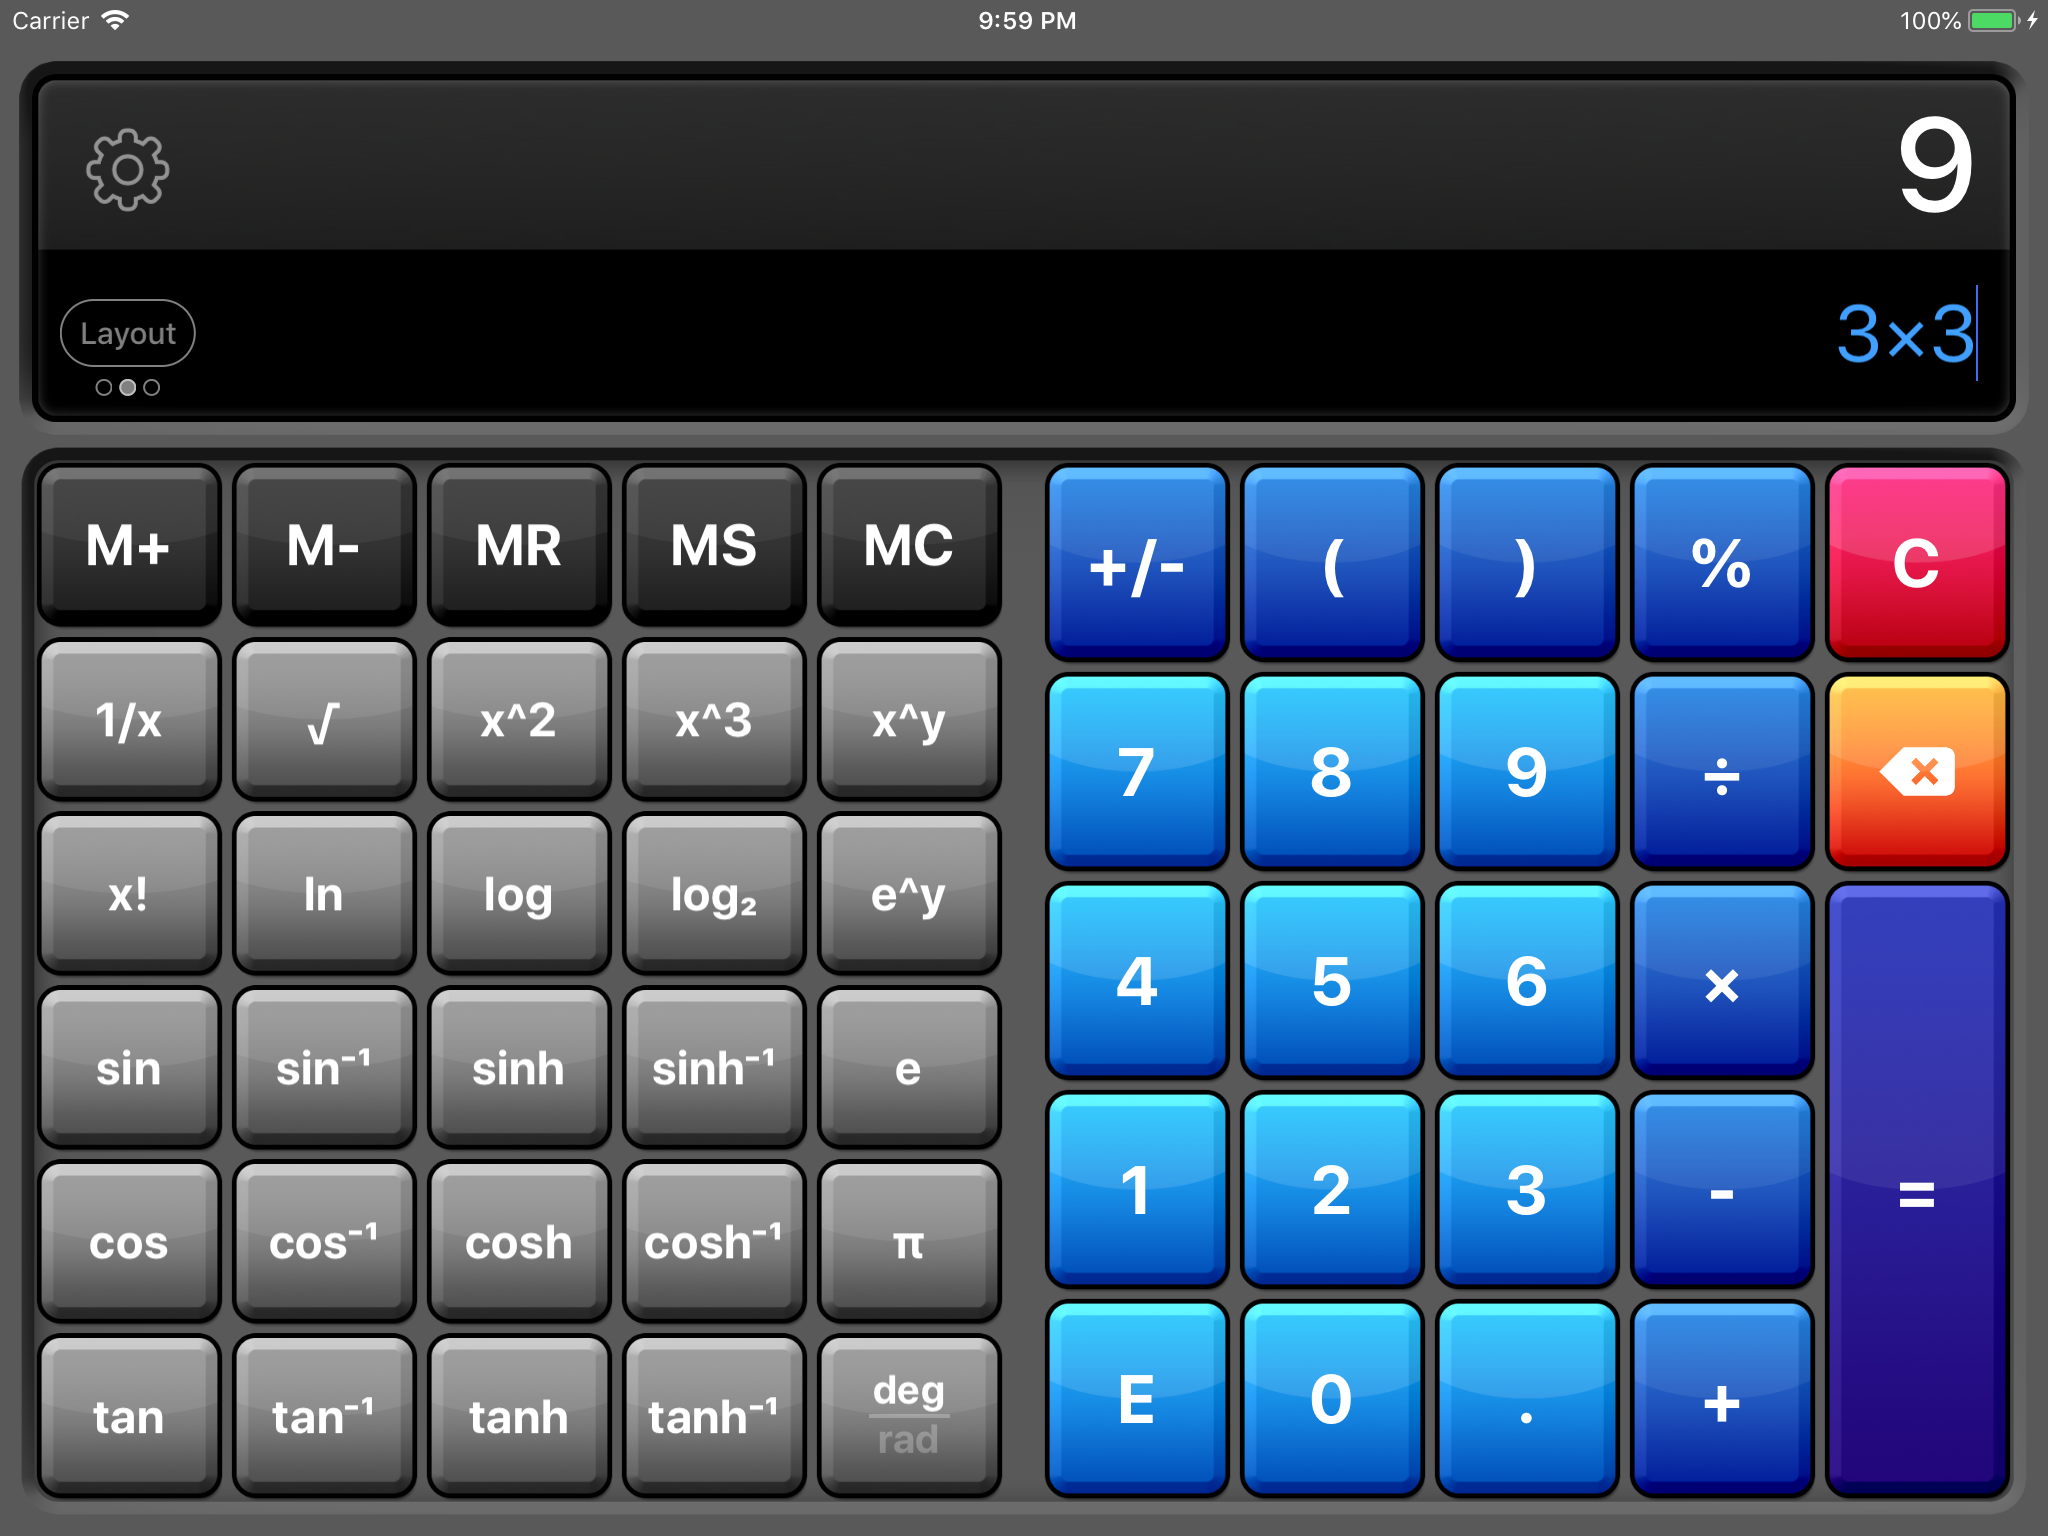 Carrier 9:59 PM 100%
9
Layout 3×3
M+ M- MR MS MC +/- ( ) % C
1/x √ x^2 x^3 x^y 7 8 9 ÷
x! ln log log₂ e^y 4 5 6 ×
sin sin⁻¹ sinh sinh⁻¹ e 1 2 3 - =
cos cos⁻¹ cosh cosh⁻¹ π
tan tan⁻¹ tanh tanh⁻¹ deg E 0 . +
rad